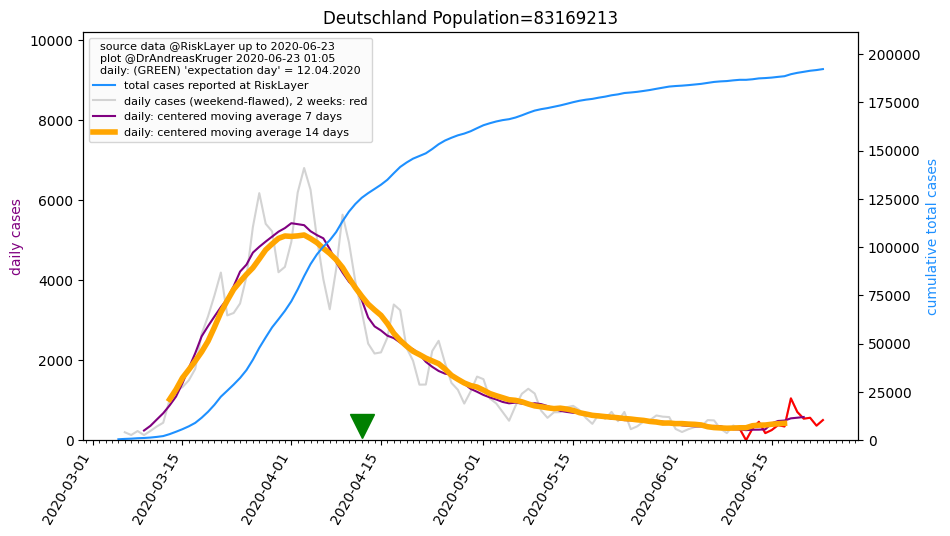 Deutschland Population=83169213
source data @RiskLayer up to 2020-06-23
plot @DrAndreasKruger 2020-06-23 01:05
daily: (GREEN) 'expectation day' = 12.04.2020
total cases reported at RiskLayer
daily cases (weekend-flawed), 2 weeks: red
daily: centered moving average 7 days
daily: centered moving average 14 days
daily cases
10000
8000
6000
4000
2000
0
200000
175000
150000
125000
100000
75000
50000
25000
0
cumulative total cases
2020-03-01
2020-03-15
2020-04-01
2020-04-15
2020-05-01
2020-05-15
2020-06-01
2020-06-15